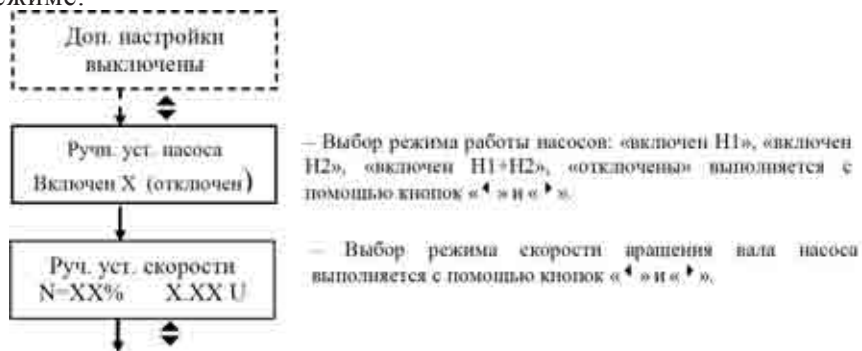 ежиме.
Доп. настройки
выключены
Ручн. уст. насоса
Включен X (отключен)
– Выбор режима работы насосов: «включен Н1», «включен
Н2», «включен Н1+Н2», «отключены» выполняется с
помощью кнопок «◄» и «►».
Руч. уст. скорости
N=XX% X.XX U
– Выбор режима скорости вращения вала насоса
выполняется с помощью кнопок «◄» и «►».